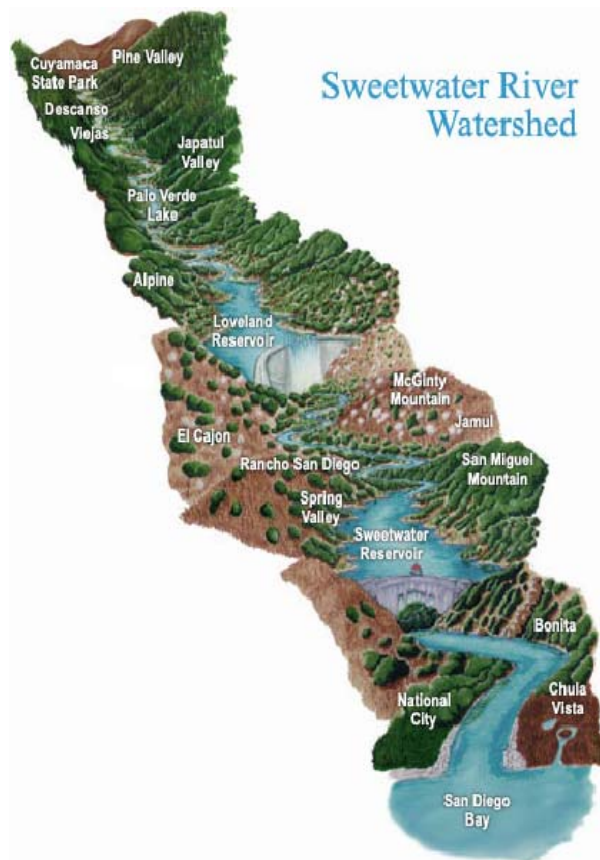 Sweetwater River
Watershed
Pine Valley
Cuyamaca
State Park
Descanso
Viejas
Japatul
Valley
Palo Verde
Lake
Alpine
Loveland
Reservoir
McGinty
Mountain
Jamul
El Cajon
Rancho San Diego
San Miguel
Mountain
Spring
Valley
Sweetwater
Reservoir
Bonita
National
City
Chula
Vista
San Diego
Bay